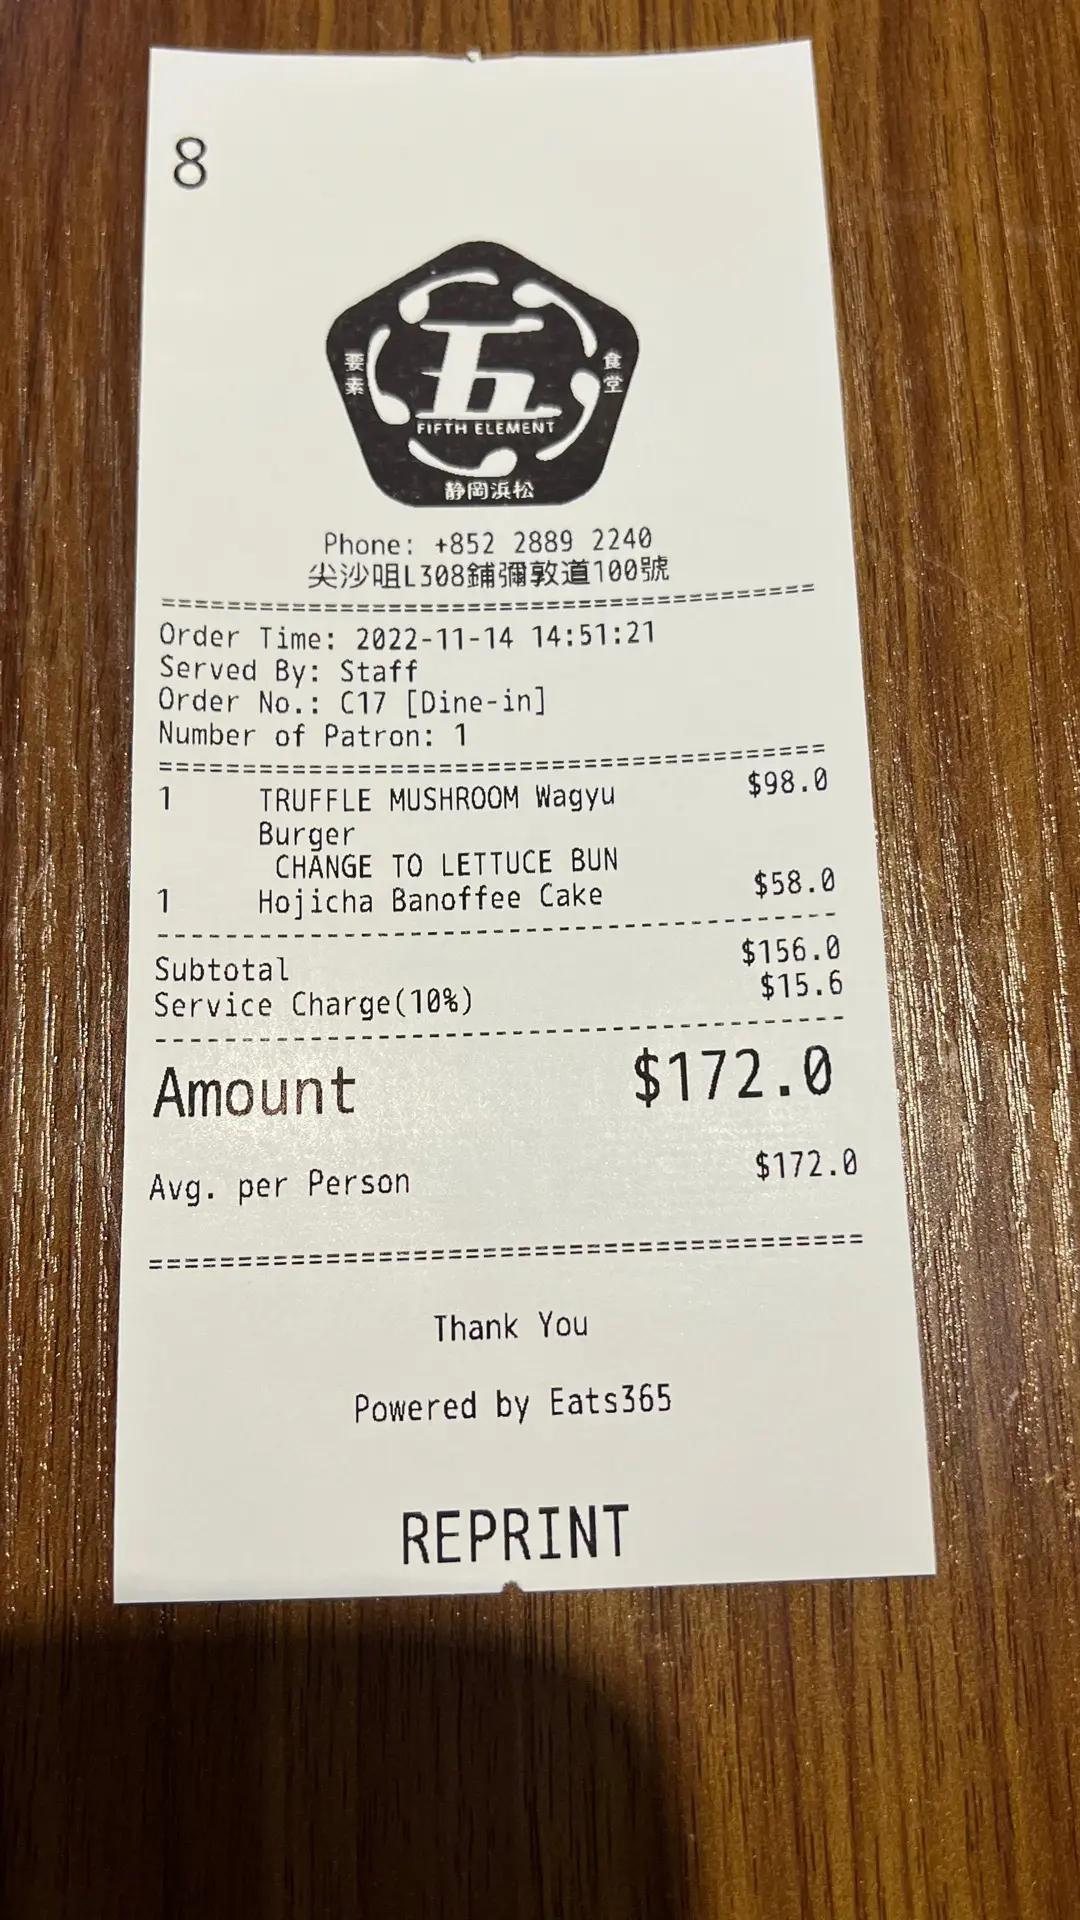 8
五
要素
食堂
FIFTH ELEMENT
静岡浜松
Phone: +852 2889 2240
尖沙咀L308鋪彌敦道100號
========================================
Order Time: 2022-11-14 14:51:21
Served By: Staff
Order No.: C17 [Dine-in]
Number of Patron: 1
========================================
1 TRUFFLE MUSHROOM Wagyu $98.0
Burger
CHANGE TO LETTUCE BUN
1 Hojicha Banoffee Cake $58.0
----------------------------------------
Subtotal $156.0
Service Charge(10%) $15.6
----------------------------------------
Amount $172.0
Avg. per Person $172.0
========================================
Thank You
Powered by Eats365
REPRINT